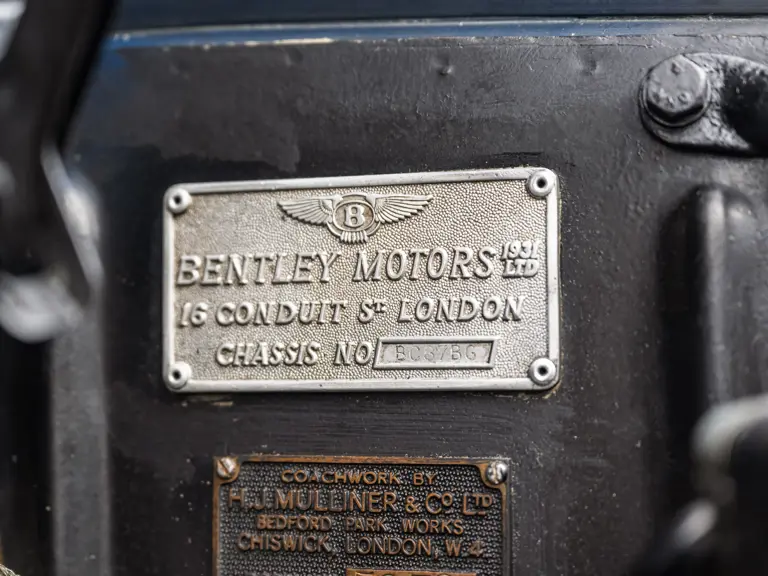 B
BENTLEY MOTORS 1931 LTD
16 CONDUIT ST LONDON
CHASSIS NO BC87BG
COACHWORK BY
H.J. MULLINER & CO LTD
BEDFORD PARK WORKS
CHISWICK, LONDON, W.4